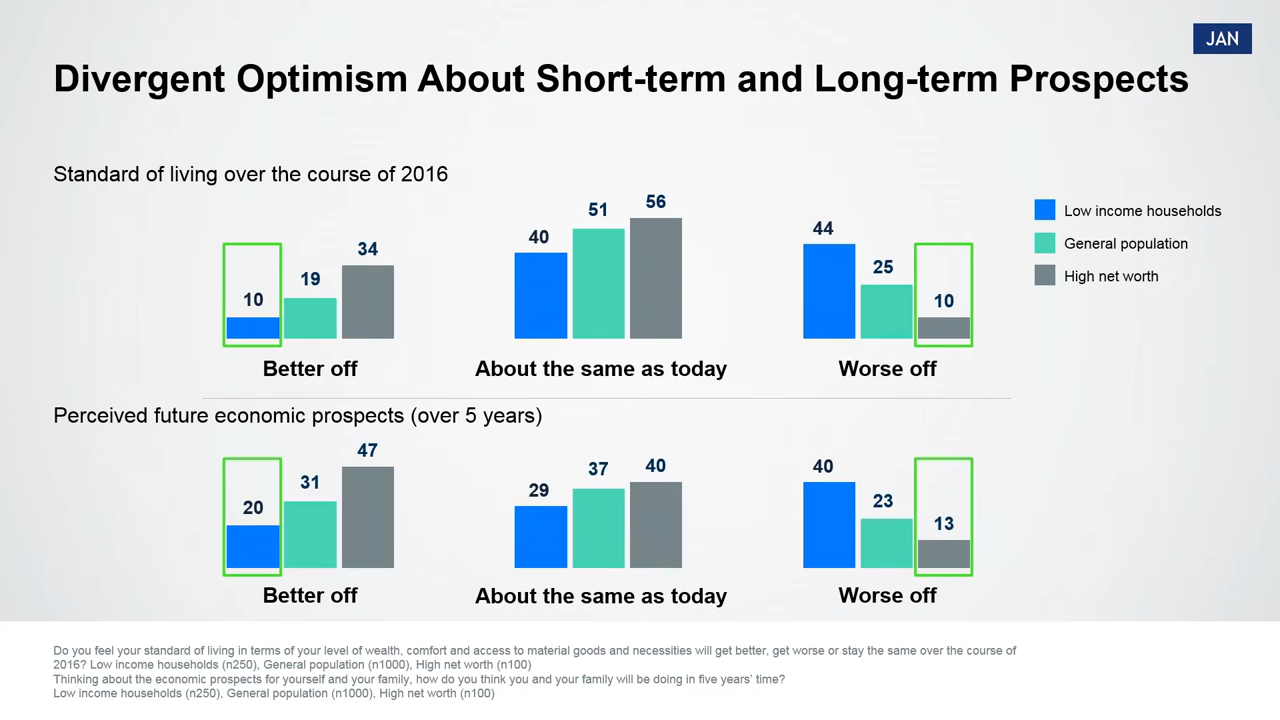 JAN
Divergent Optimism About Short-term and Long-term Prospects
Standard of living over the course of 2016
10 19 34
40 51 56
44 25 10
Better off
About the same as today
Worse off
Low income households
General population
High net worth
Perceived future economic prospects (over 5 years)
20 31 47
29 37 40
40 23 13
Better off
About the same as today
Worse off
Do you feel your standard of living in terms of your level of wealth, comfort and access to material goods and necessities will get better, get worse or stay the same over the course of
2016? Low income households (n250), General population (n1000), High net worth (n100)
Thinking about the economic prospects for yourself and your family, how do you think you and your family will be doing in five years' time?
Low income households (n250), General population (n1000), High net worth (n100)